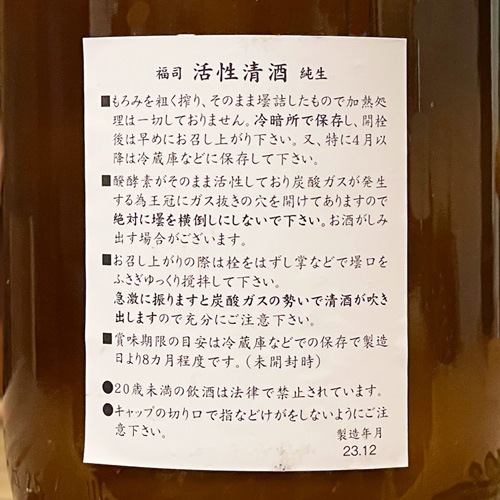 福司 活性清酒 純生
■もろみを粗く搾り、そのまま壜詰したもので加熱処
理は一切しておりません。冷暗所で保存し、開栓
後は早めにお召し上がり下さい。又、特に4月以
降は冷蔵庫などに保存して下さい。
■醗酵素がそのまま活性しており炭酸ガスが発生
する為王冠にガス抜きの穴を開けてありますので
絶対に壜を横倒しにしないで下さい。お酒がしみ
出す場合がございます。
■お召し上がりの際は栓をはずし掌などで壜口を
ふさぎゆっくり撹拌して下さい。
急激に振りますと炭酸ガスの勢いで清酒が吹き
出しますので充分にご注意下さい。
■賞味期限の目安は冷蔵庫などでの保存で製造
日より8カ月程度です。(未開封時)
●20歳未満の飲酒は法律で禁止されています。
●キャップの切り口で指などけがをしないようにご注
意下さい。
製造年月
23.12